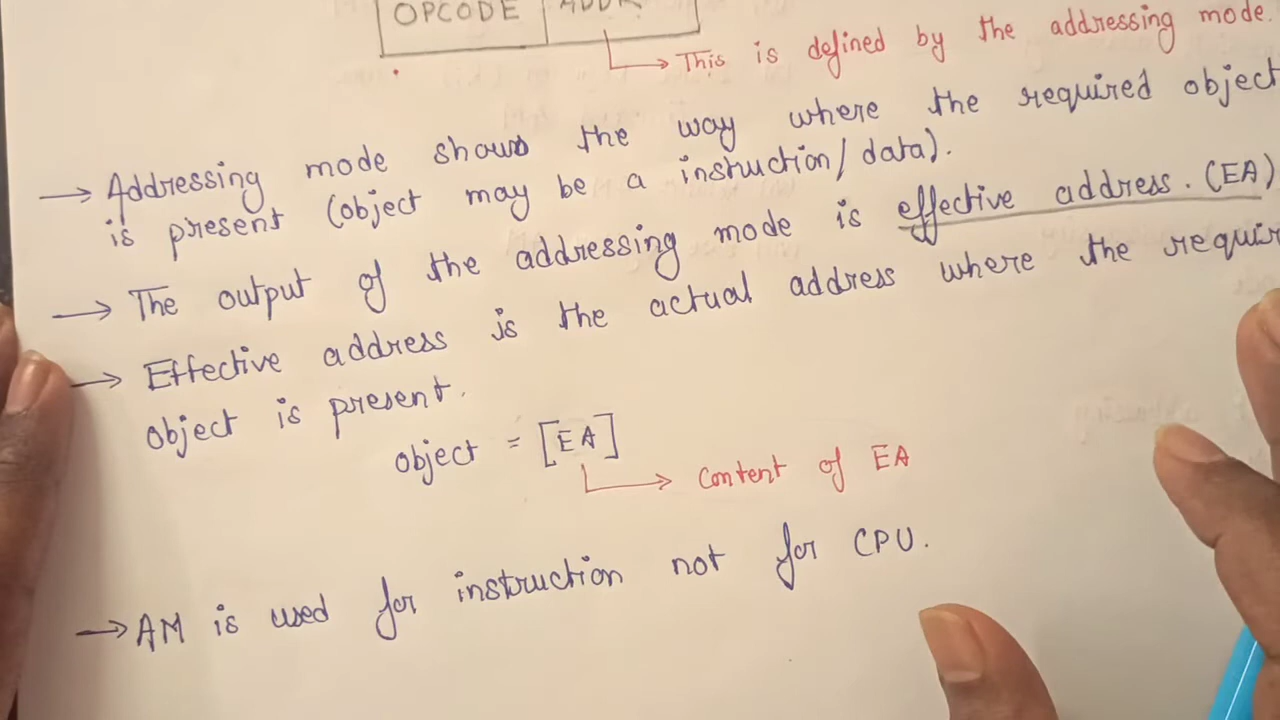 OPCODE ADDR
This is defined by the addressing mode.
→ Addressing mode shows the way where the required object
is present (object may be a instruction/data).
→ The output of the addressing mode is effective address. (EA)
→ Effective address is the actual address where the requir
object is present.
object = [EA]
content of EA
→ AM is used for instruction not for CPU.